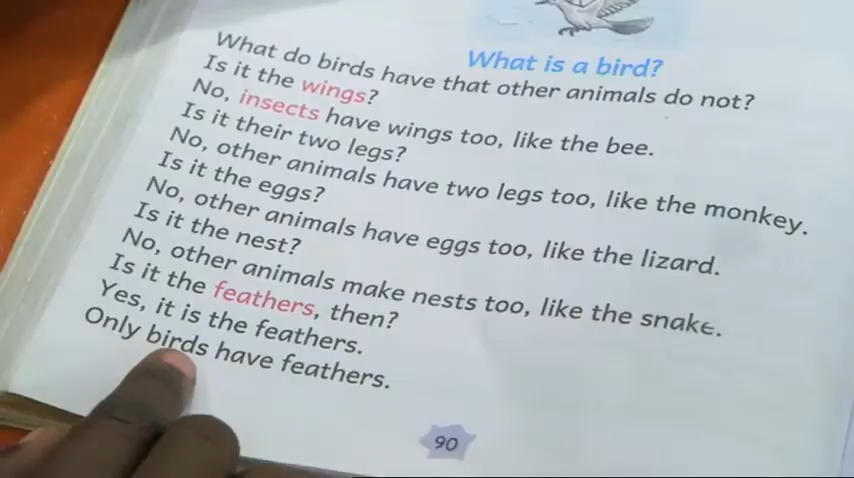 What is a bird?
What do birds have that other animals do not?
Is it the wings?
No, insects have wings too, like the bee.
Is it their two legs?
No, other animals have two legs too, like the monkey.
Is it the eggs?
No, other animals have eggs too, like the lizard.
Is it the nest?
No, other animals make nests too, like the snake.
Is it the feathers, then?
Yes, it is the feathers.
Only birds have feathers.
90